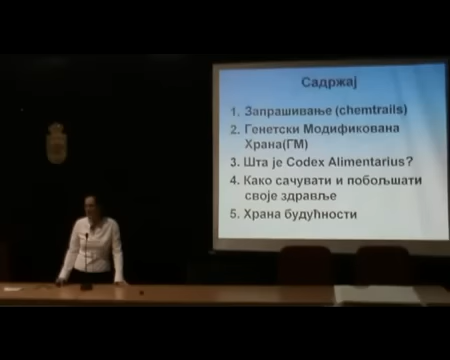 Садржај
1. Запрашивање (chemtrails)
2. Генетски Модификована
Храна(ГМ)
3. Шта је Codex Alimentarius?
4. Како сачувати и побољшати
своје здравље
5. Храна будућности